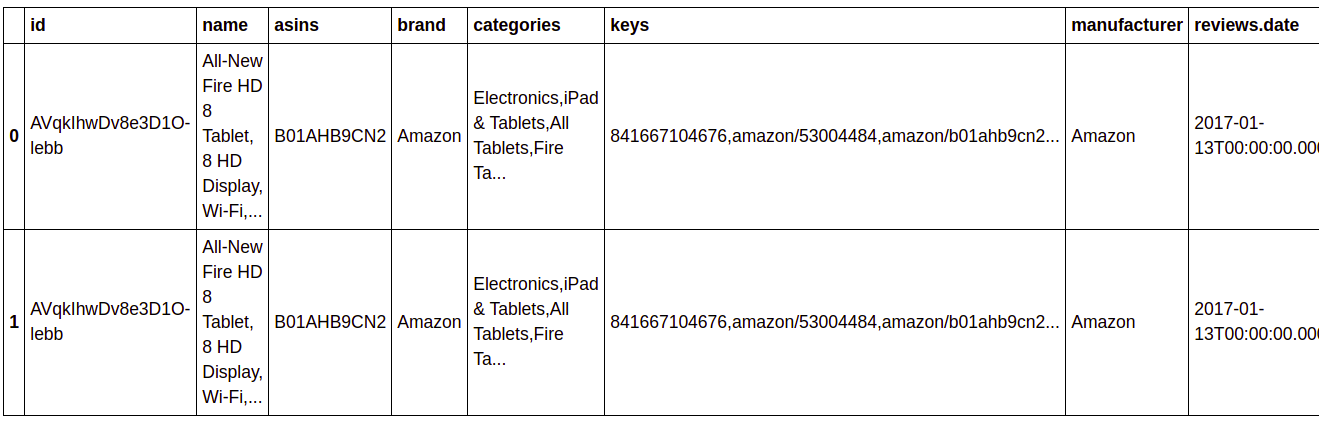 id name asins brand categories keys manufacturer reviews.date
All-New
Fire HD
8
Tablet,
8 HD
Display,
Wi-Fi,...
Electronics,iPad
& Tablets,All
Tablets,Fire
Ta...
0 AVqkIhwDv8e3D1O-
lebb
B01AHB9CN2 Amazon 841667104676,amazon/53004484,amazon/b01ahb9cn2... Amazon
2017-01-
13T00:00:00.000
All-New
Fire HD
8
Tablet,
8 HD
Display,
Wi-Fi,...
Electronics,iPad
& Tablets,All
Tablets,Fire
Ta...
1 AVqkIhwDv8e3D1O-
lebb
B01AHB9CN2 Amazon 841667104676,amazon/53004484,amazon/b01ahb9cn2... Amazon
2017-01-
13T00:00:00.000